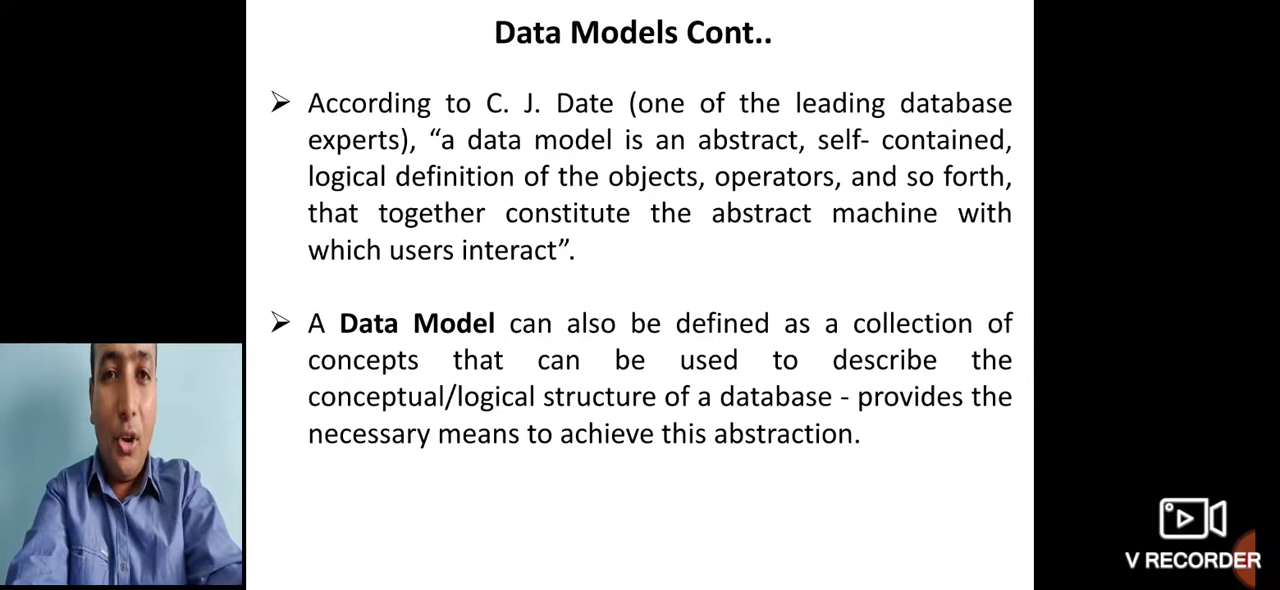 Data Models Cont..
➢ According to C. J. Date (one of the leading database
experts), “a data model is an abstract, self- contained,
logical definition of the objects, operators, and so forth,
that together constitute the abstract machine with
which users interact”.
➢ A Data Model can also be defined as a collection of
concepts that can be used to describe the
conceptual/logical structure of a database - provides the
necessary means to achieve this abstraction.
V RECORDER